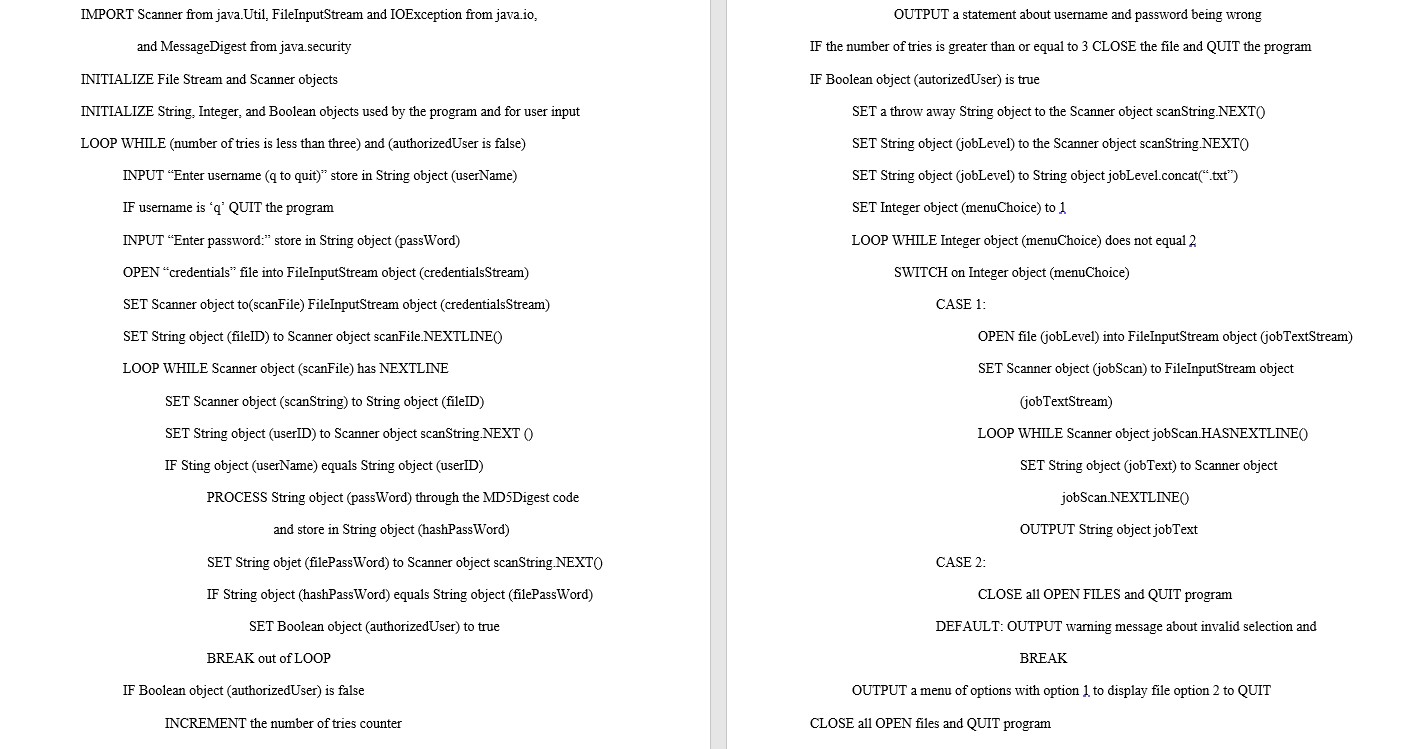 IMPORT Scanner from java.Util, FileInputStream and IOException from java.io,
and MessageDigest from java.security
INITIALIZE File Stream and Scanner objects
INITIALIZE String, Integer, and Boolean objects used by the program and for user input
LOOP WHILE (number of tries is less than three) and (authorizedUser is false)
INPUT “Enter username (q to quit)” store in String object (userName)
IF username is ‘q’ QUIT the program
INPUT “Enter password:” store in String object (passWord)
OPEN “credentials” file into FileInputStream object (credentialsStream)
SET Scanner object to(scanFile) FileInputStream object (credentialsStream)
SET String object (fileID) to Scanner object scanFile.NEXTLINE()
LOOP WHILE Scanner object (scanFile) has NEXTLINE
SET Scanner object (scanString) to String object (fileID)
SET String object (userID) to Scanner object scanString.NEXT ()
IF Sting object (userName) equals String object (userID)
PROCESS String object (passWord) through the MD5Digest code
and store in String object (hashPassWord)
SET String objet (filePassWord) to Scanner object scanString.NEXT()
IF String object (hashPassWord) equals String object (filePassWord)
SET Boolean object (authorizedUser) to true
BREAK out of LOOP
IF Boolean object (authorizedUser) is false
INCREMENT the number of tries counter
OUTPUT a statement about username and password being wrong
IF the number of tries is greater than or equal to 3 CLOSE the file and QUIT the program
IF Boolean object (autorizedUser) is true
SET a throw away String object to the Scanner object scanString.NEXT()
SET String object (jobLevel) to the Scanner object scanString.NEXT()
SET String object (jobLevel) to String object jobLevel.concat(“.txt”)
SET Integer object (menuChoice) to 1
LOOP WHILE Integer object (menuChoice) does not equal 2
SWITCH on Integer object (menuChoice)
CASE 1:
OPEN file (jobLevel) into FileInputStream object (jobTextStream)
SET Scanner object (jobScan) to FileInputStream object
(jobTextStream)
LOOP WHILE Scanner object jobScan.HASNEXTLINE()
SET String object (jobText) to Scanner object
jobScan.NEXTLINE()
OUTPUT String object jobText
CASE 2:
CLOSE all OPEN FILES and QUIT program
DEFAULT: OUTPUT warning message about invalid selection and
BREAK
OUTPUT a menu of options with option 1 to display file option 2 to QUIT
CLOSE all OPEN files and QUIT program